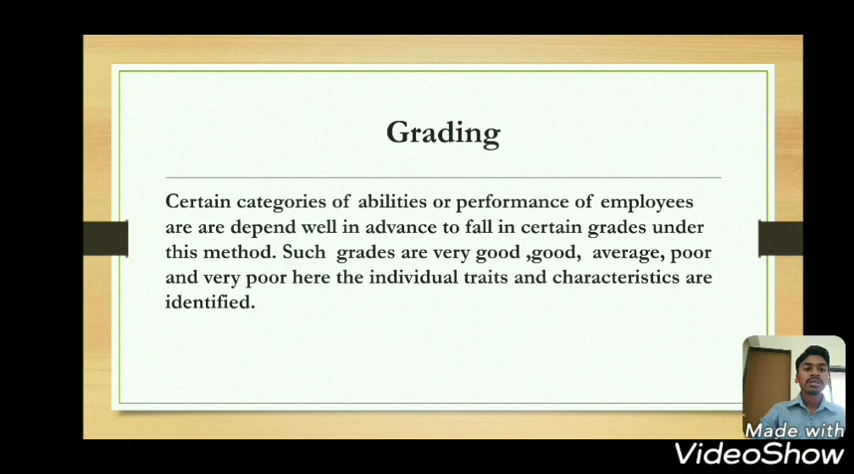 Grading
Certain categories of abilities or performance of employees
are are depend well in advance to fall in certain grades under
this method. Such grades are very good ,good, average, poor
and very poor here the individual traits and characteristics are
identified.
Made with
VideoShow